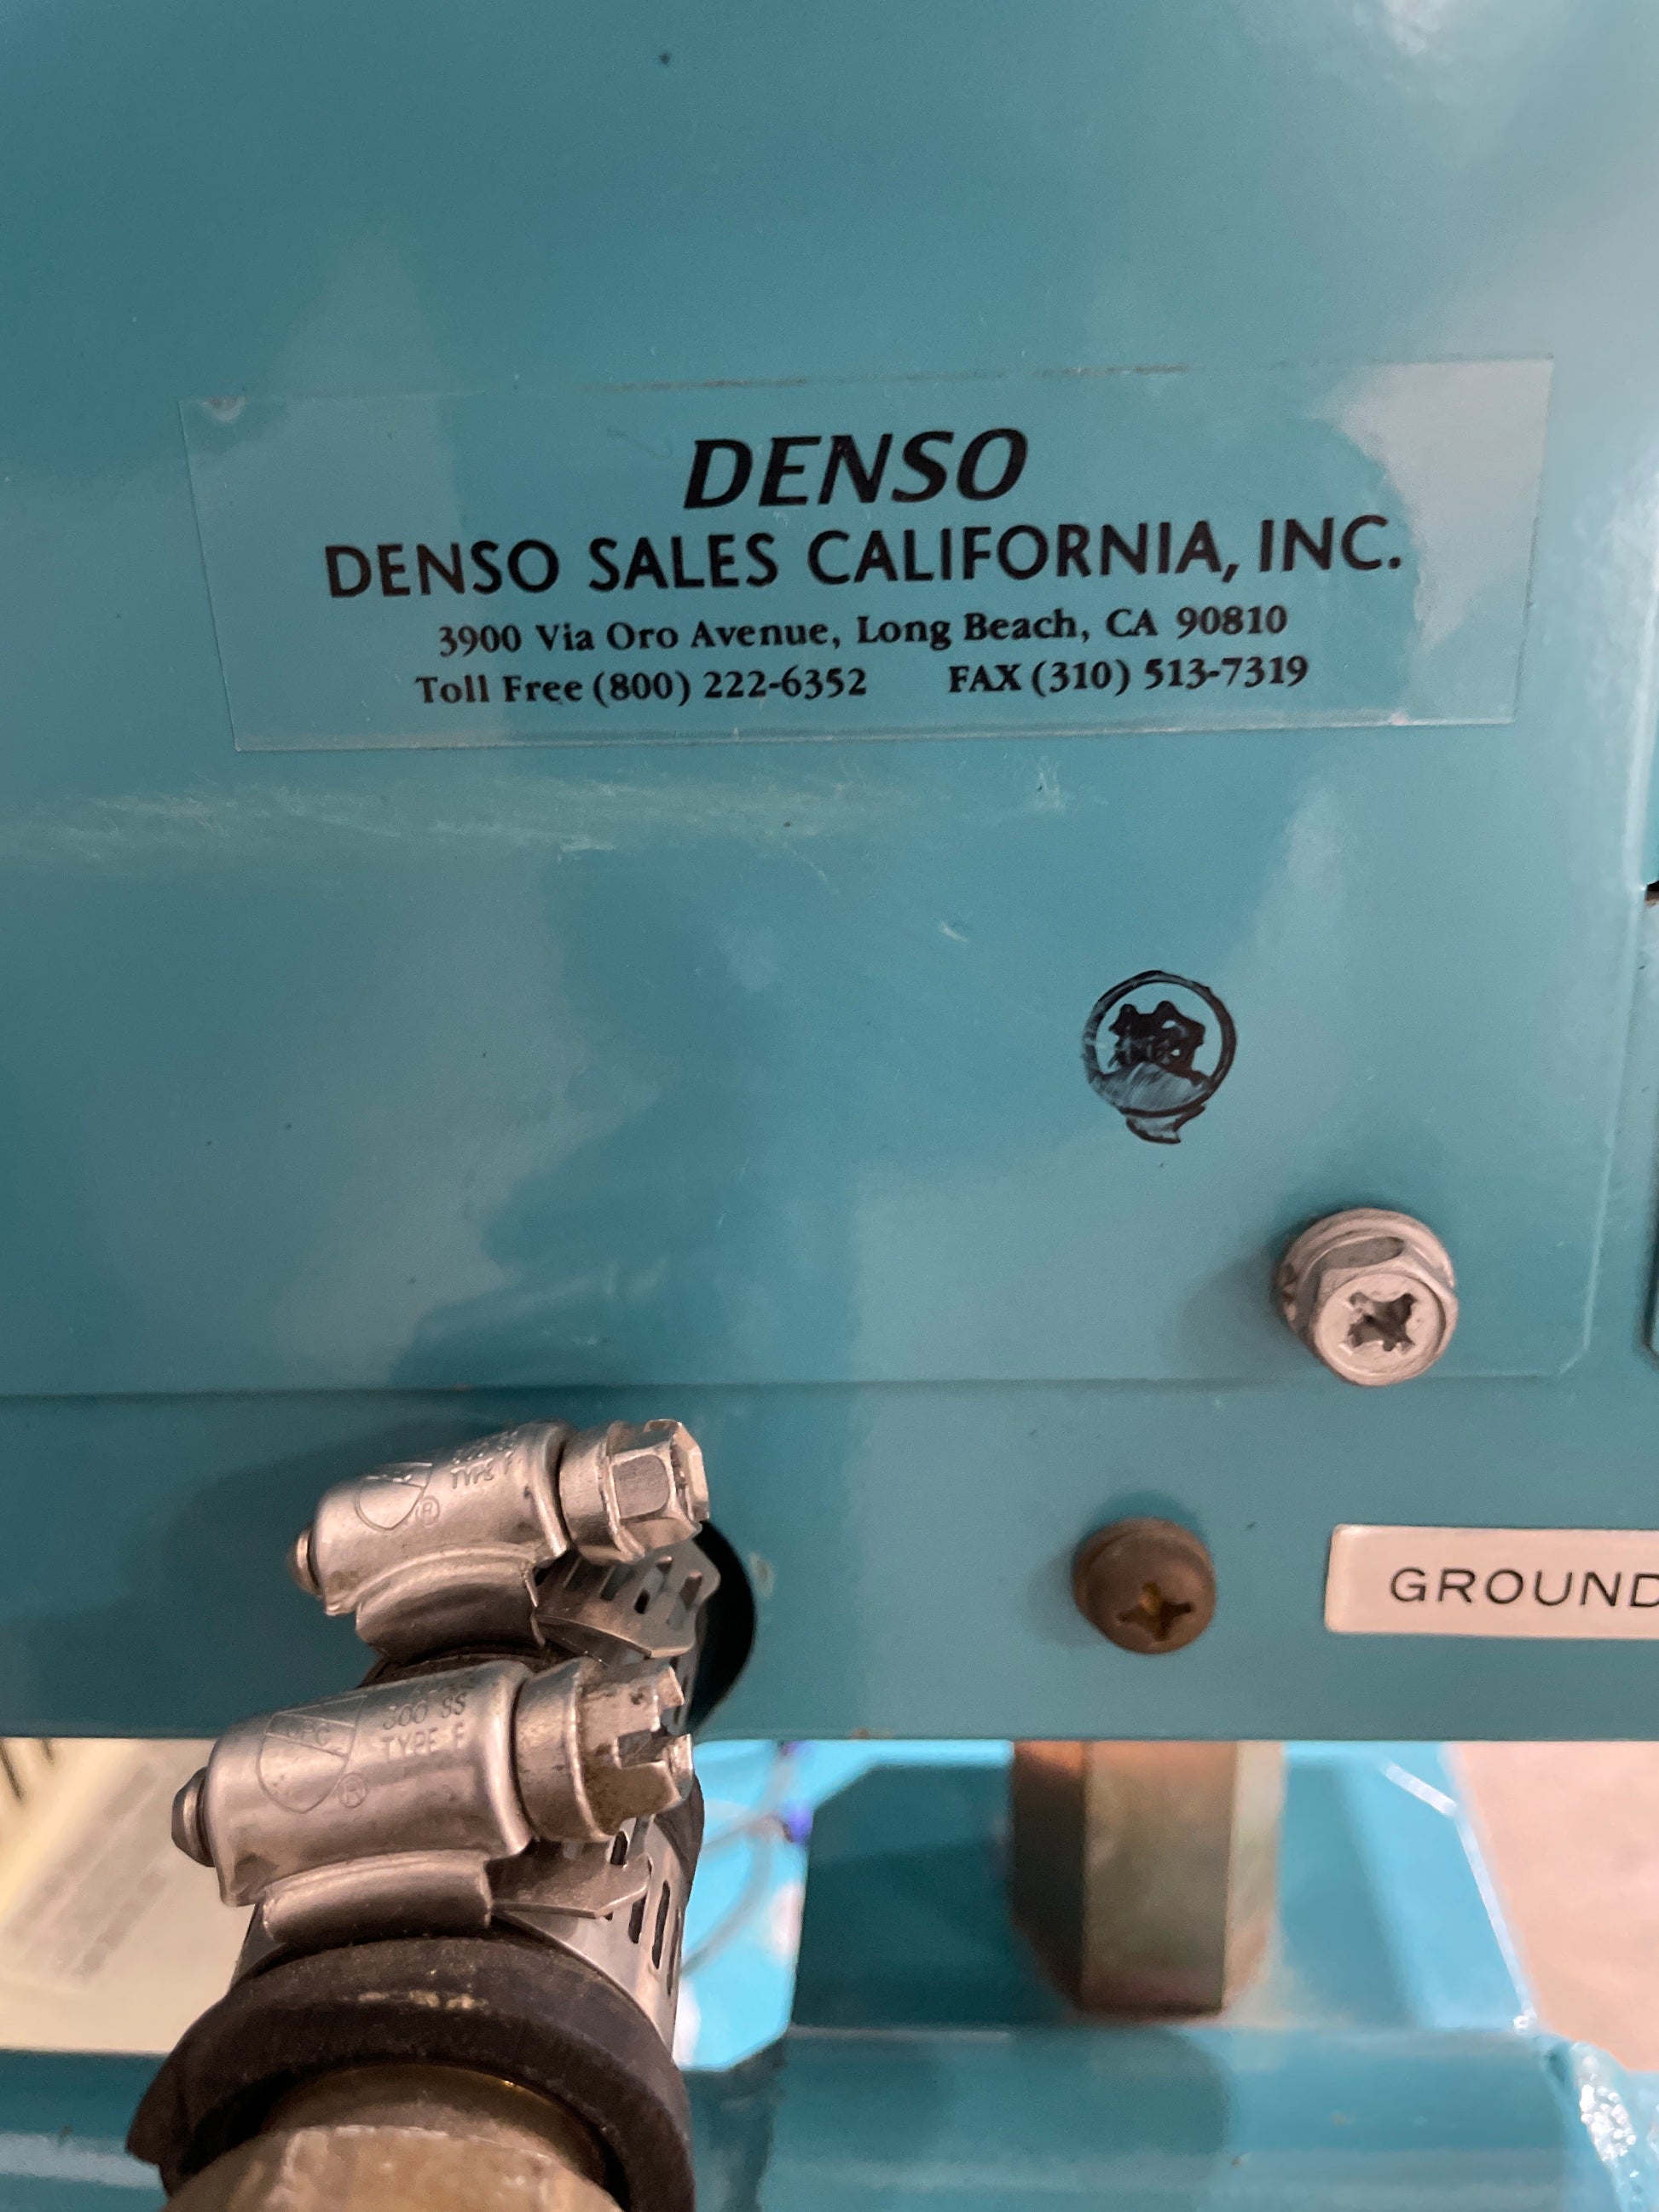 DENSO
DENSO SALES CALIFORNIA, INC.
3900 Via Oro Avenue, Long Beach, CA 90810
Toll Free (800) 222-6352 FAX (310) 513-7319
TYPE F
®
GROUND
300 SS
TYPE F
®